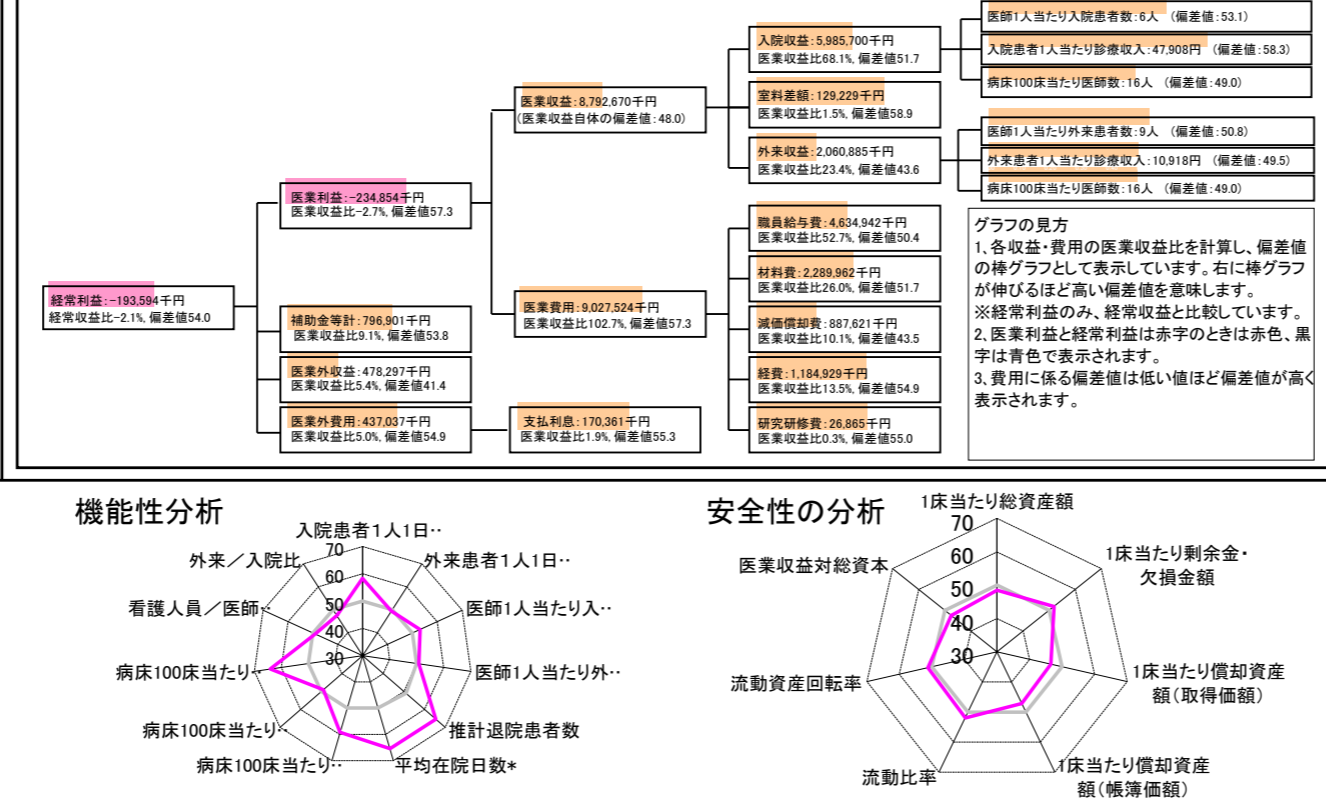 経常利益:-193,594千円
経常収益比-2.1%, 偏差値54.0
医業利益:-234,854千円
医業収益比-2.7%, 偏差値57.3
補助金等計:796,901千円
医業収益比9.1%, 偏差値53.8
医業外収益:478,297千円
医業収益比5.4%, 偏差値41.4
医業外費用:437,037千円
医業収益比5.0%, 偏差値54.9
医業収益:8,792,670千円
(医業収益自体の偏差値:48.0)
医業費用:9,027,524千円
医業収益比102.7%, 偏差値57.3
支払利息:170,361千円
医業収益比1.9%, 偏差値55.3
入院収益:5,985,700千円
医業収益比68.1%, 偏差値51.7
室料差額:129,229千円
医業収益比1.5%, 偏差値58.9
外来収益:2,060,885千円
医業収益比23.4%, 偏差値43.6
職員給与費:4,634,942千円
医業収益比52.7%, 偏差値50.4
材料費:2,289,962千円
医業収益比26.0%, 偏差値51.7
減価償却費:887,621千円
医業収益比10.1%, 偏差値43.5
経費:1,184,929千円
医業収益比13.5%, 偏差値54.9
研究研修費:26,865千円
医業収益比0.3%, 偏差値55.0
医師1人当たり入院患者数:6人 (偏差値:53.1)
入院患者1人当たり診療収入:47,908円 (偏差値:58.3)
病床100床当たり医師数:16人 (偏差値:49.0)
医師1人当たり外来患者数:9人 (偏差値:50.8)
外来患者1人当たり診療収入:10,918円 (偏差値:49.5)
病床100床当たり医師数:16人 (偏差値:49.0)
グラフの見方
1、各収益・費用の医業収益比を計算し、偏差値
の棒グラフとして表示しています。右に棒グラフ
が伸びるほど高い偏差値を意味します。
※経常利益のみ、経常収益と比較しています。
2、医業利益と経常利益は赤字のときは赤色、黒
字は青色で表示されます。
3、費用に係る偏差値は低い値ほど偏差値が高く
表示されます。
機能性分析
入院患者1人1日‥
外来患者1人1日‥
医師1人当たり入‥
医師1人当たり外‥
推計退院患者数
平均在院日数*
病床100床当たり‥
病床100床当たり‥
病床100床当たり‥
看護人員/医師‥
外来/入院比
70
60
50
40
30
安全性の分析
1床当たり総資産額
1床当たり剰余金・
欠損金額
1床当たり償却資産
額(取得価額)
1床当たり償却資産
額(帳簿価額)
流動比率
流動資産回転率
医業収益対総資本
70
60
50
40
30